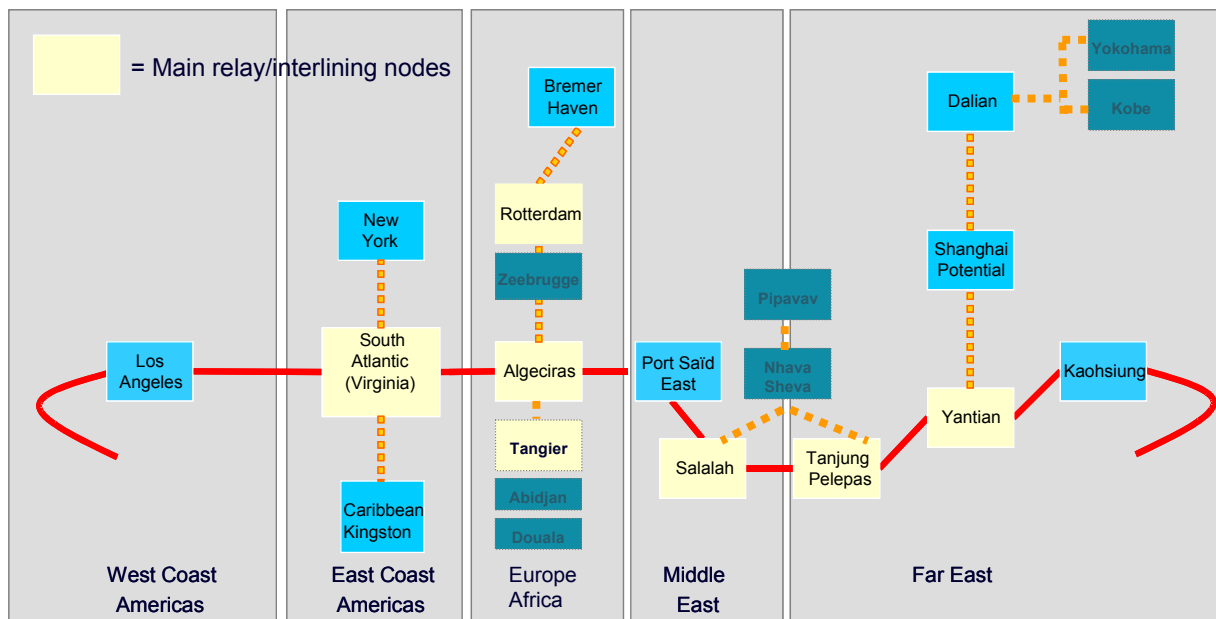 = Main relay/interlining nodes
Bremer
Haven
Rotterdam
Zeebrugge
New
York
South
Atlantic
(Virginia)
Caribbean
Kingston
Los
Angeles
Algeciras
Tangier
Abidjan
Douala
Port Saïd
East
Salalah
Pipavav
Nhava
Sheva
Tanjung
Pelepas
Yantian
Shanghai
Potential
Dalian
Yokohama
Kobe
Kaohsiung
West Coast
Americas
East Coast
Americas
Europe
Africa
Middle
East
Far East